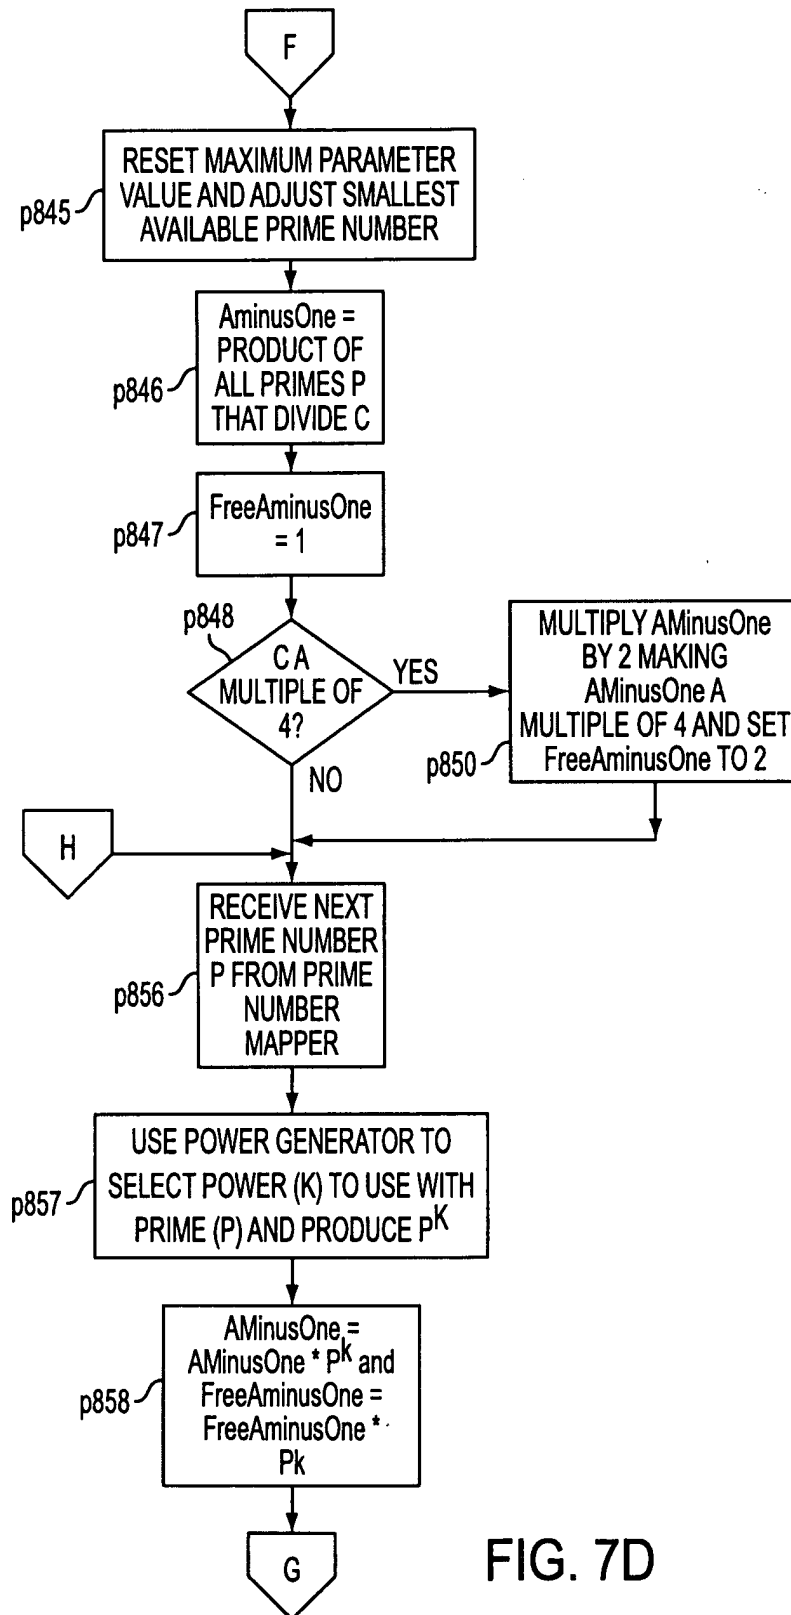 F
RESET MAXIMUM PARAMETER
VALUE AND ADJUST SMALLEST
AVAILABLE PRIME NUMBER
p845
AminusOne =
PRODUCT OF
ALL PRIMES P
THAT DIVIDE C
p846
FreeAminusOne
= 1
p847
p848
C A
MULTIPLE OF
4?
YES
NO
MULTIPLY AMinusOne
BY 2 MAKING
AMinusOne A
MULTIPLE OF 4 AND SET
FreeAminusOne TO 2
p850
H
RECEIVE NEXT
PRIME NUMBER
P FROM PRIME
NUMBER
MAPPER
p856
USE POWER GENERATOR TO
SELECT POWER (K) TO USE WITH
PRIME (P) AND PRODUCE P^K
p857
AMinusOne =
AMinusOne * P^k and
FreeAminusOne =
FreeAminusOne *
Pk
p858
G
FIG. 7D